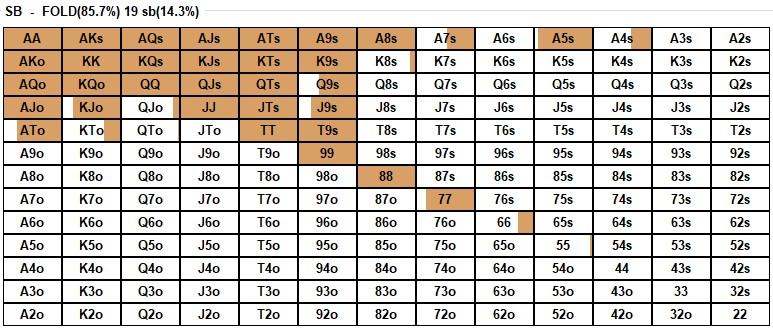 SB - FOLD(85.7%) 19 sb(14.3%)
AA AKs AQs AJs ATs A9s A8s A7s A6s A5s A4s A3s A2s
AKo KK KQs KJs KTs K9s K8s K7s K6s K5s K4s K3s K2s
AQo KQo QQ QJs QTs Q9s Q8s Q7s Q6s Q5s Q4s Q3s Q2s
AJo KJo QJo JJ JTs J9s J8s J7s J6s J5s J4s J3s J2s
ATo KTo QTo JTo TT T9s T8s T7s T6s T5s T4s T3s T2s
A9o K9o Q9o J9o T9o 99 98s 97s 96s 95s 94s 93s 92s
A8o K8o Q8o J8o T8o 98o 88 87s 86s 85s 84s 83s 82s
A7o K7o Q7o J7o T7o 97o 87o 77 76s 75s 74s 73s 72s
A6o K6o Q6o J6o T6o 96o 86o 76o 66 65s 64s 63s 62s
A5o K5o Q5o J5o T5o 95o 85o 75o 65o 55 54s 53s 52s
A4o K4o Q4o J4o T4o 94o 84o 74o 64o 54o 44 43s 42s
A3o K3o Q3o J3o T3o 93o 83o 73o 63o 53o 43o 33 32s
A2o K2o Q2o J2o T2o 92o 82o 72o 62o 52o 42o 32o 22